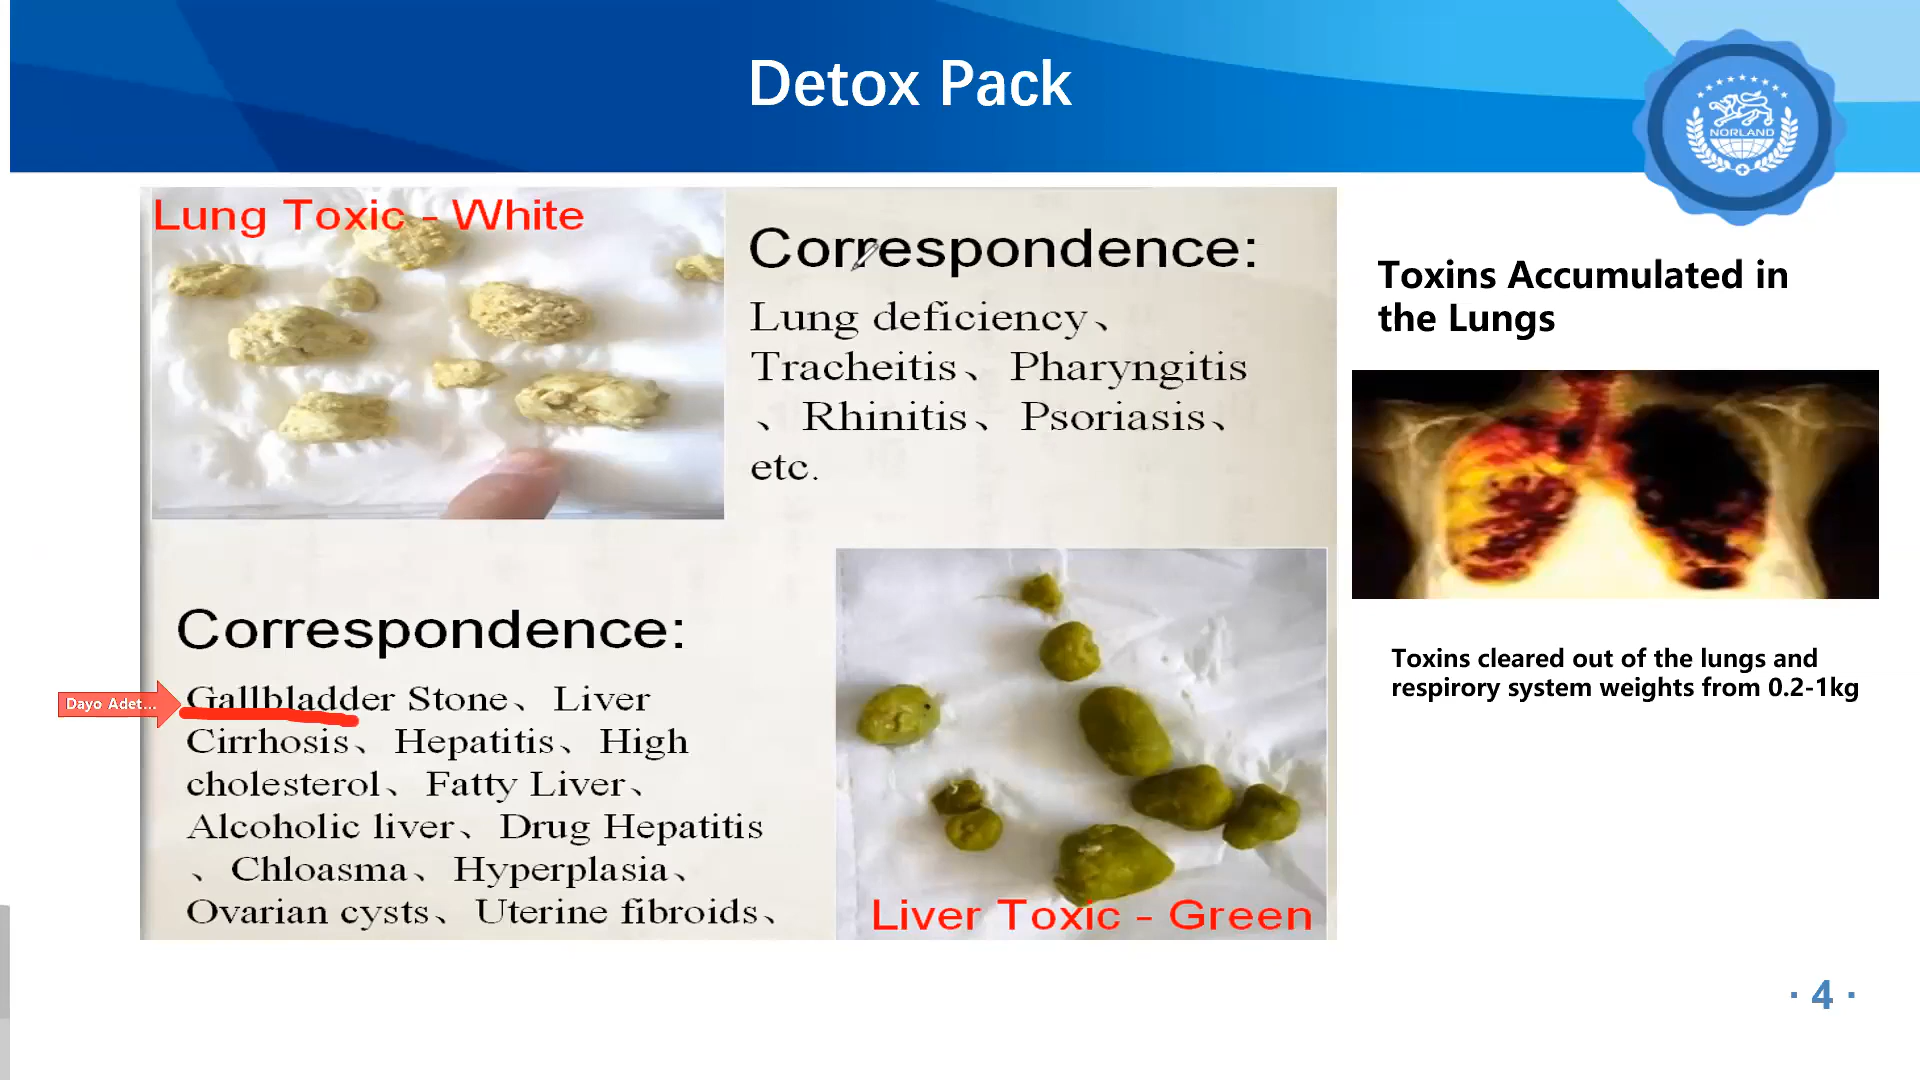 Detox Pack
NORLAND
Lung Toxic - White
Correspondence:
Lung deficiency、
Tracheitis、 Pharyngitis
、 Rhinitis、 Psoriasis、
etc.
Toxins Accumulated in
the Lungs
Toxins cleared out of the lungs and
respirory system weights from 0.2-1kg
Correspondence:
Dayo Adet...
Gallbladder Stone、 Liver
Cirrhosis、 Hepatitis、 High
cholesterol、 Fatty Liver、
Alcoholic liver、 Drug Hepatitis
、 Chloasma、 Hyperplasia、
Ovarian cysts、 Uterine fibroids、
Liver Toxic - Green
· 4 ·